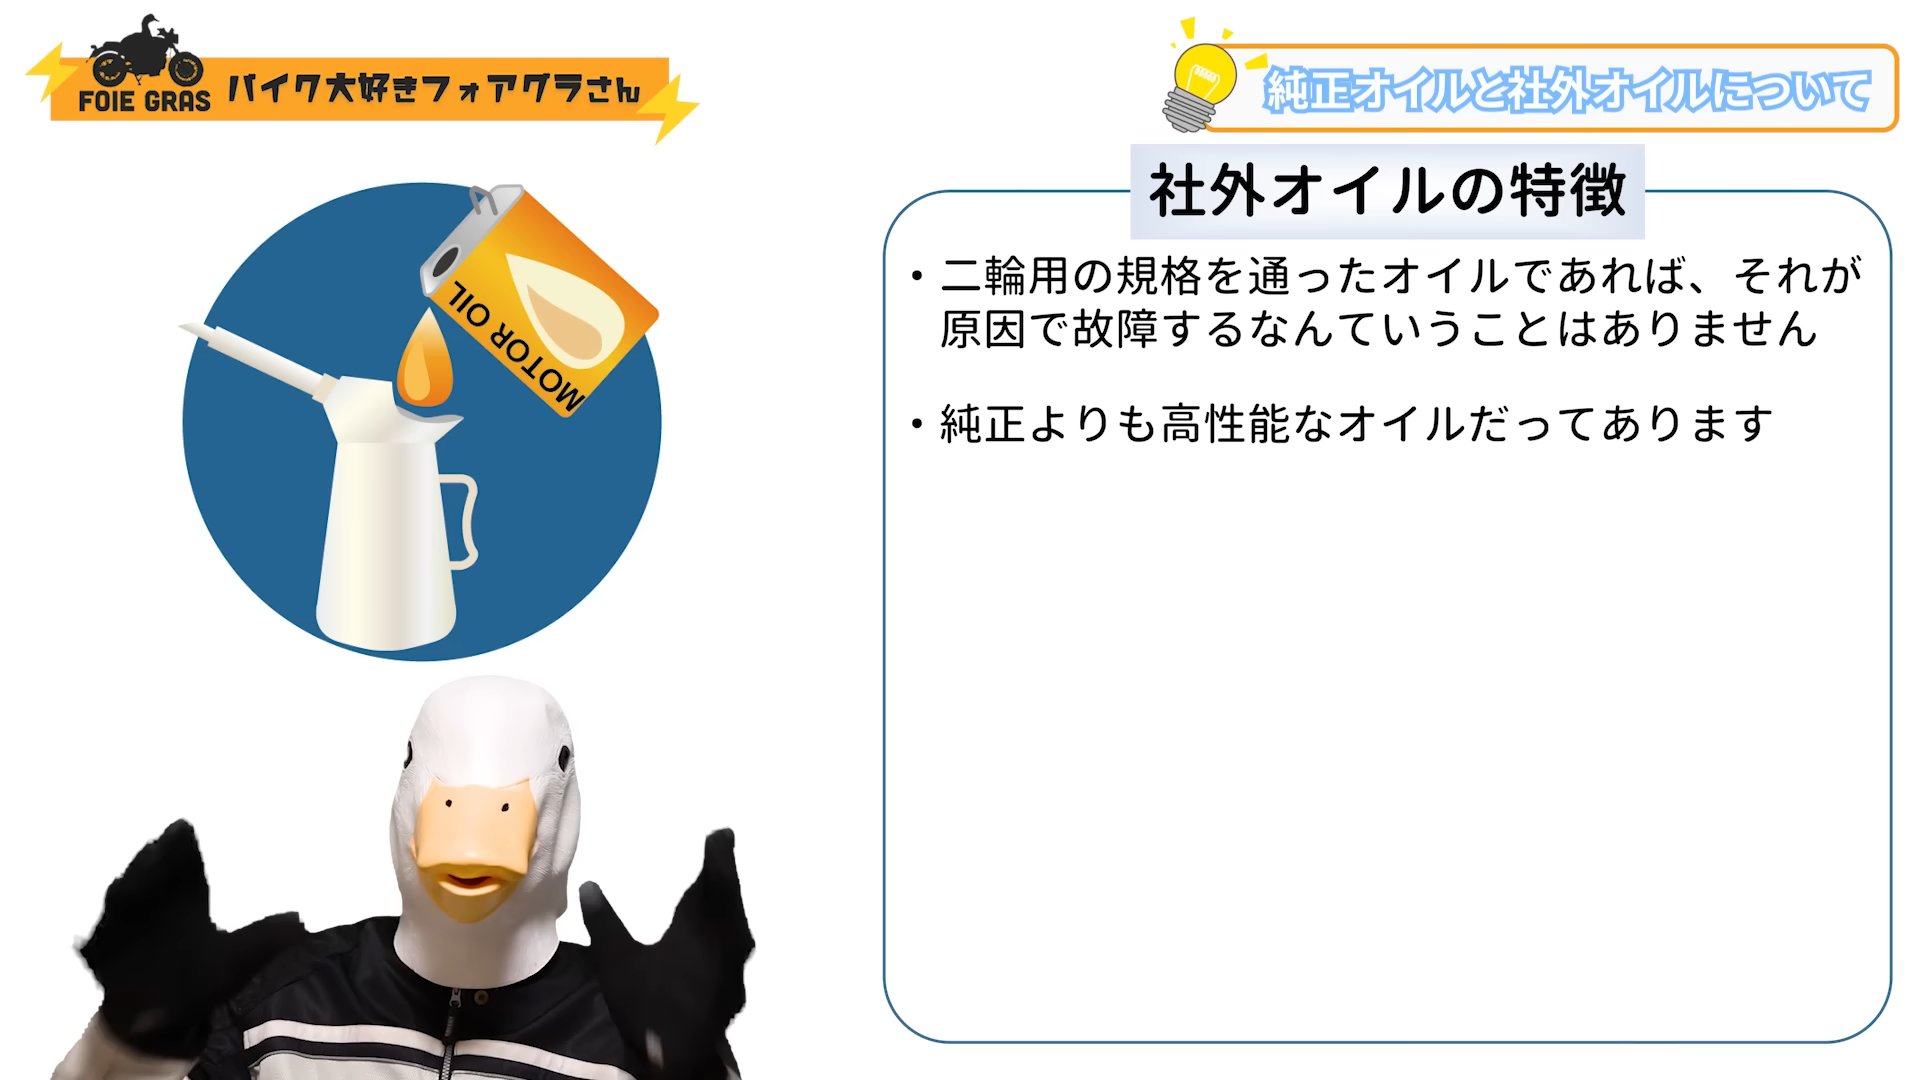 FOIE GRAS
バイク大好きフォアグラさん
純正オイルと社外オイルについて
MOTOR OIL
社外オイルの特徴
・二輪用の規格を通ったオイルであれば、それが
原因で故障するなんていうことはありません
・純正よりも高性能なオイルだってあります